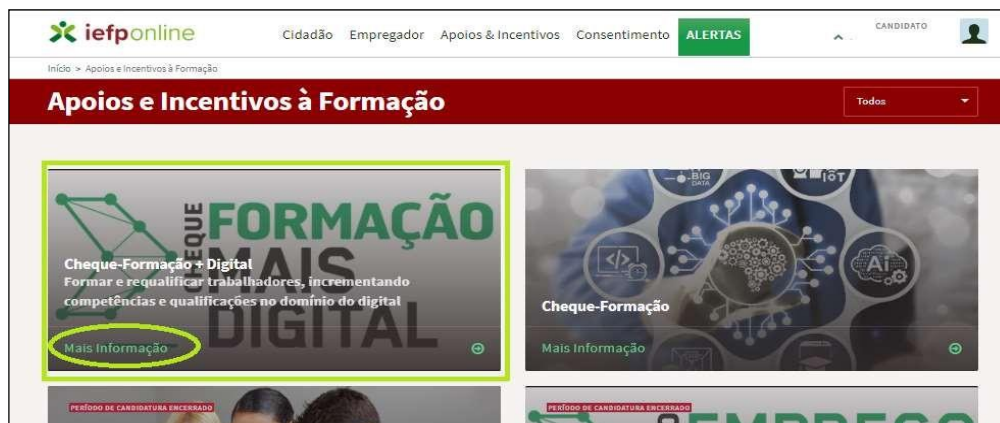 iefponline
Cidadão Empregador Apoios & Incentivos Consentimento ALERTAS CANDIDATO
Início > Apoios e Incentivos à Formação
Apoios e Incentivos à Formação
Todos
CHEQUE FORMAÇÃO
MAIS
DIGITAL
Cheque-Formação + Digital
Formar e requalificar trabalhadores, incrementando
competências e qualificações no domínio do digital
Mais Informação
BIG
DATA
IoT
</>
Ai
Cheque-Formação
Mais Informação
PERÍODO DE CANDIDATURA ENCERRADO
PERÍODO DE CANDIDATURA ENCERRADO
EMPREGO